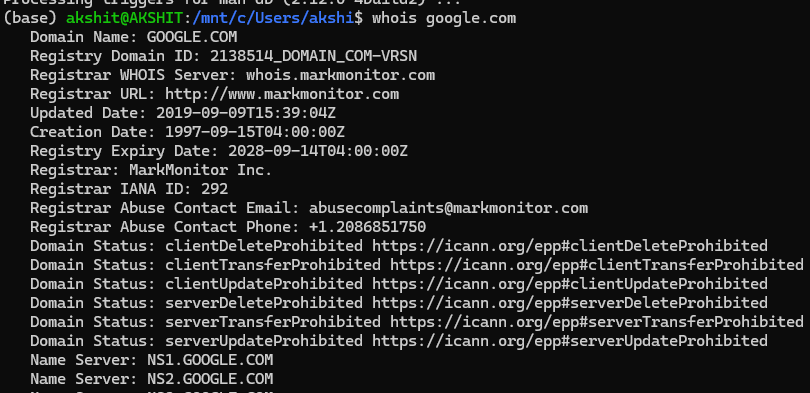 Processing triggers for man-db (2.12.0-4build2) ...
(base) akshit@AKSHIT:/mnt/c/Users/akshi$ whois google.com
Domain Name: GOOGLE.COM
Registry Domain ID: 2138514_DOMAIN_COM-VRSN
Registrar WHOIS Server: whois.markmonitor.com
Registrar URL: http://www.markmonitor.com
Updated Date: 2019-09-09T15:39:04Z
Creation Date: 1997-09-15T04:00:00Z
Registry Expiry Date: 2028-09-14T04:00:00Z
Registrar: MarkMonitor Inc.
Registrar IANA ID: 292
Registrar Abuse Contact Email: abusecomplaints@markmonitor.com
Registrar Abuse Contact Phone: +1.2086851750
Domain Status: clientDeleteProhibited https://icann.org/epp#clientDeleteProhibited
Domain Status: clientTransferProhibited https://icann.org/epp#clientTransferProhibited
Domain Status: clientUpdateProhibited https://icann.org/epp#clientUpdateProhibited
Domain Status: serverDeleteProhibited https://icann.org/epp#serverDeleteProhibited
Domain Status: serverTransferProhibited https://icann.org/epp#serverTransferProhibited
Domain Status: serverUpdateProhibited https://icann.org/epp#serverUpdateProhibited
Name Server: NS1.GOOGLE.COM
Name Server: NS2.GOOGLE.COM